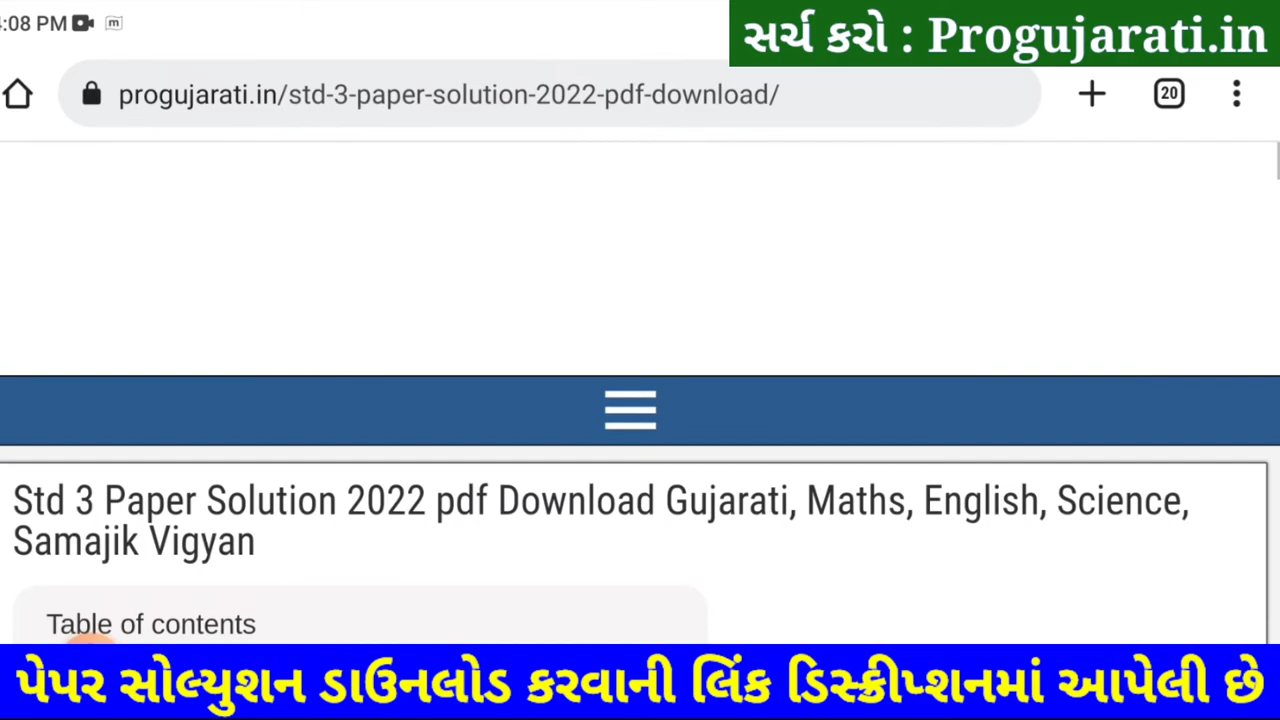 :08 PM
સર્ચ કરો : Progujarati.in
progujarati.in/std-3-paper-solution-2022-pdf-download/
20
Std 3 Paper Solution 2022 pdf Download Gujarati, Maths, English, Science,
Samajik Vigyan
Table of contents
પેપર સોલ્યુશન ડાઉનલોડ કરવાની લિંક ડિસ્ક્રીપ્શનમાં આપેલી છે